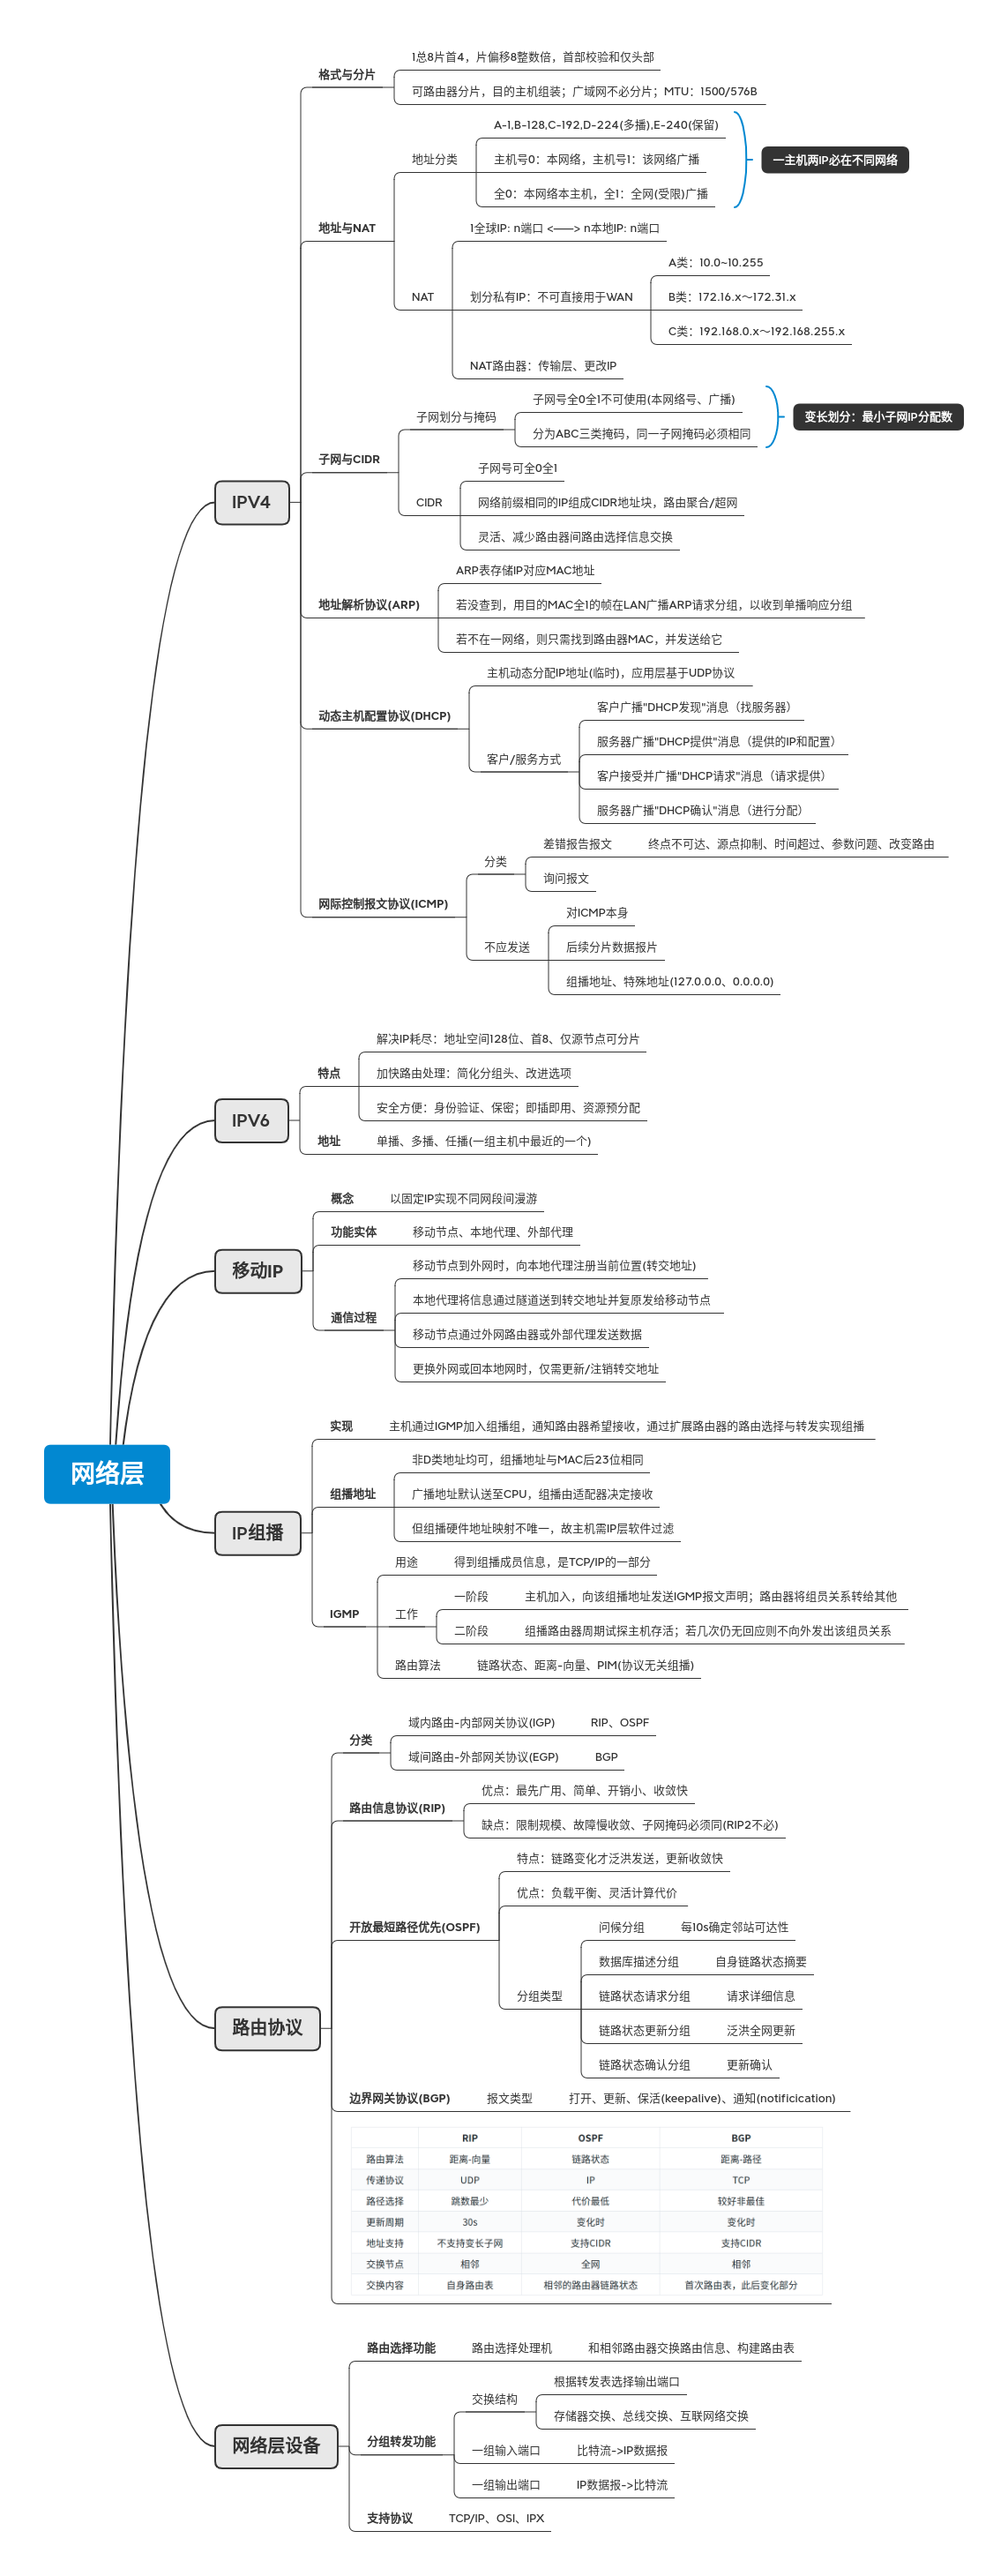 网络层
IPV4
格式与分片
1总8片首4，片偏移8整数倍，首部校验和仅头部
可路由器分片，目的主机组装；广域网不必分片；MTU：1500/576B
地址与NAT
地址分类
A-1,B-128,C-192,D-224(多播),E-240(保留)
主机号0：本网络，主机号1：该网络广播
全0：本网络本主机，全1：全网(受限)广播
一主机两IP必在不同网络
NAT
1全球IP: n端口 <——> n本地IP: n端口
划分私有IP：不可直接用于WAN
A类：10.0~10.255
B类：172.16.x～172.31.x
C类：192.168.0.x～192.168.255.x
NAT路由器：传输层、更改IP
子网与CIDR
子网划分与掩码
子网号全0全1不可使用(本网络号、广播)
分为ABC三类掩码，同一子网掩码必须相同
变长划分：最小子网IP分配数
CIDR
子网号可全0全1
网络前缀相同的IP组成CIDR地址块，路由聚合/超网
灵活、减少路由器间路由选择信息交换
地址解析协议(ARP)
ARP表存储IP对应MAC地址
若没查到，用目的MAC全1的帧在LAN广播ARP请求分组，以收到单播响应分组
若不在一网络，则只需找到路由器MAC，并发送给它
动态主机配置协议(DHCP)
主机动态分配IP地址(临时)，应用层基于UDP协议
客户/服务方式
客户广播"DHCP发现"消息（找服务器）
服务器广播"DHCP提供"消息（提供的IP和配置）
客户接受并广播"DHCP请求"消息（请求提供）
服务器广播"DHCP确认"消息（进行分配）
网际控制报文协议(ICMP)
分类
差错报告报文
终点不可达、源点抑制、时间超过、参数问题、改变路由
询问报文
不应发送
对ICMP本身
后续分片数据报片
组播地址、特殊地址(127.0.0.0、0.0.0.0)
IPV6
特点
解决IP耗尽：地址空间128位、首8、仅源节点可分片
加快路由处理：简化分组头、改进选项
安全方便：身份验证、保密；即插即用、资源预分配
地址
单播、多播、任播(一组主机中最近的一个)
移动IP
概念
以固定IP实现不同网段间漫游
功能实体
移动节点、本地代理、外部代理
通信过程
移动节点到外网时，向本地代理注册当前位置(转交地址)
本地代理将信息通过隧道送到转交地址并复原发给移动节点
移动节点通过外网路由器或外部代理发送数据
更换外网或回本地网时，仅需更新/注销转交地址
IP组播
实现
主机通过IGMP加入组播组，通知路由器希望接收，通过扩展路由器的路由选择与转发实现组播
组播地址
非D类地址均可，组播地址与MAC后23位相同
广播地址默认送至CPU，组播由适配器决定接收
但组播硬件地址映射不唯一，故主机需IP层软件过滤
IGMP
用途
得到组播成员信息，是TCP/IP的一部分
工作
一阶段
主机加入，向该组播地址发送IGMP报文声明；路由器将组员关系转给其他
二阶段
组播路由器周期试探主机存活；若几次仍无回应则不向外发出该组员关系
路由算法
链路状态、距离-向量、PIM(协议无关组播)
路由协议
分类
域内路由-内部网关协议(IGP)
RIP、OSPF
域间路由-外部网关协议(EGP)
BGP
路由信息协议(RIP)
优点：最先广用、简单、开销小、收敛快
缺点：限制规模、故障慢收敛、子网掩码必须同(RIP2不必)
开放最短路径优先(OSPF)
特点：链路变化才泛洪发送，更新收敛快
优点：负载平衡、灵活计算代价
分组类型
问候分组
每10s确定邻站可达性
数据库描述分组
自身链路状态摘要
链路状态请求分组
请求详细信息
链路状态更新分组
泛洪全网更新
链路状态确认分组
更新确认
边界网关协议(BGP)
报文类型
打开、更新、保活(keepalive)、通知(notificication)
RIP OSPF BGP
路由算法 距离-向量 链路状态 距离-路径
传递协议 UDP IP TCP
路径选择 跳数最少 代价最低 较好非最佳
更新周期 30s 变化时 变化时
地址支持 不支持变长子网 支持CIDR 支持CIDR
交换节点 相邻 全网 相邻
交换内容 自身路由表 相邻的路由器链路状态 首次路由表，此后变化部分
网络层设备
路由选择功能
路由选择处理机
和相邻路由器交换路由信息、构建路由表
分组转发功能
交换结构
根据转发表选择输出端口
存储器交换、总线交换、互联网络交换
一组输入端口
比特流->IP数据报
一组输出端口
IP数据报->比特流
支持协议
TCP/IP、OSI、IPX